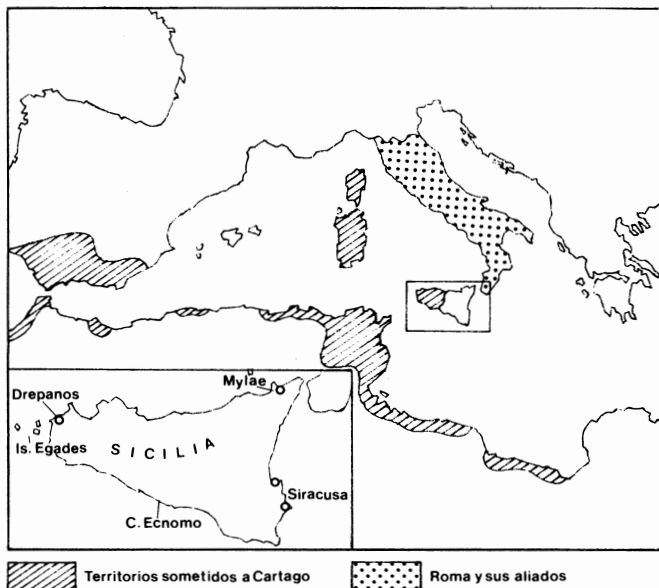 Mylae
Drepanos
Is. Egades
SICILIA
Siracusa
C. Ecnomo
Territorios sometidos a Cartago
Roma y sus aliados